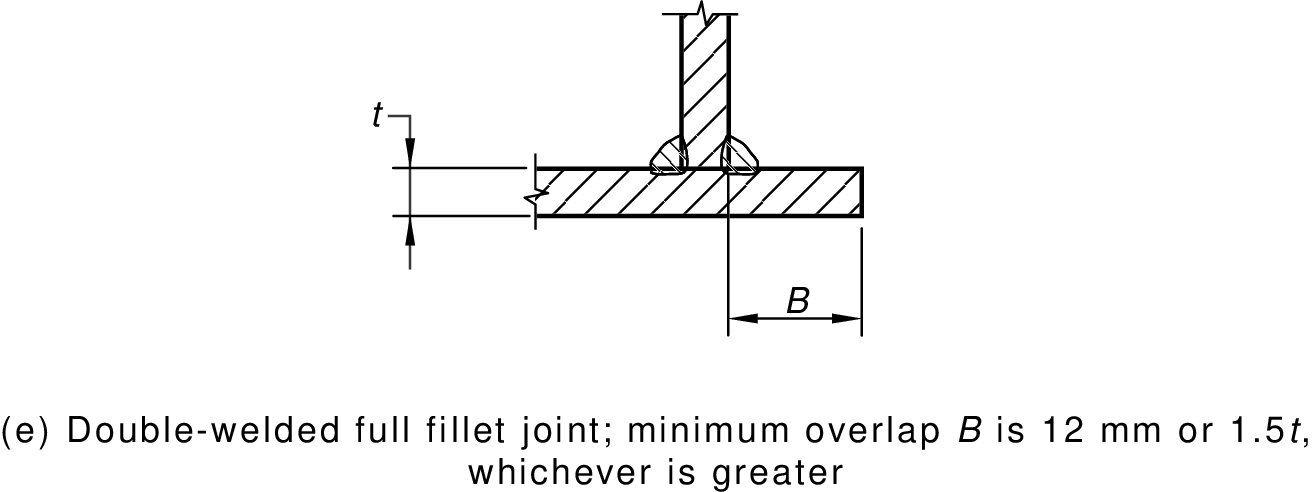 t
B
(e) Double-welded full fillet joint; minimum overlap B is 12 mm or 1.5t,
whichever is greater